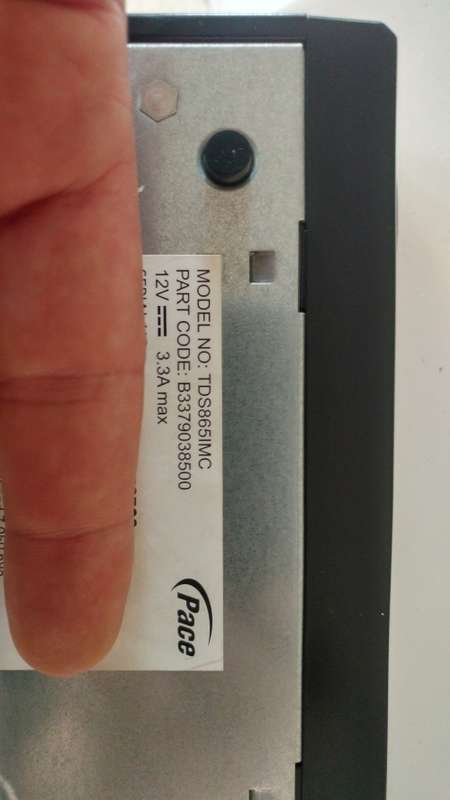 MODEL NO: TDS865IMC
PART CODE: B3379038500
12V 3.3A max
Pace